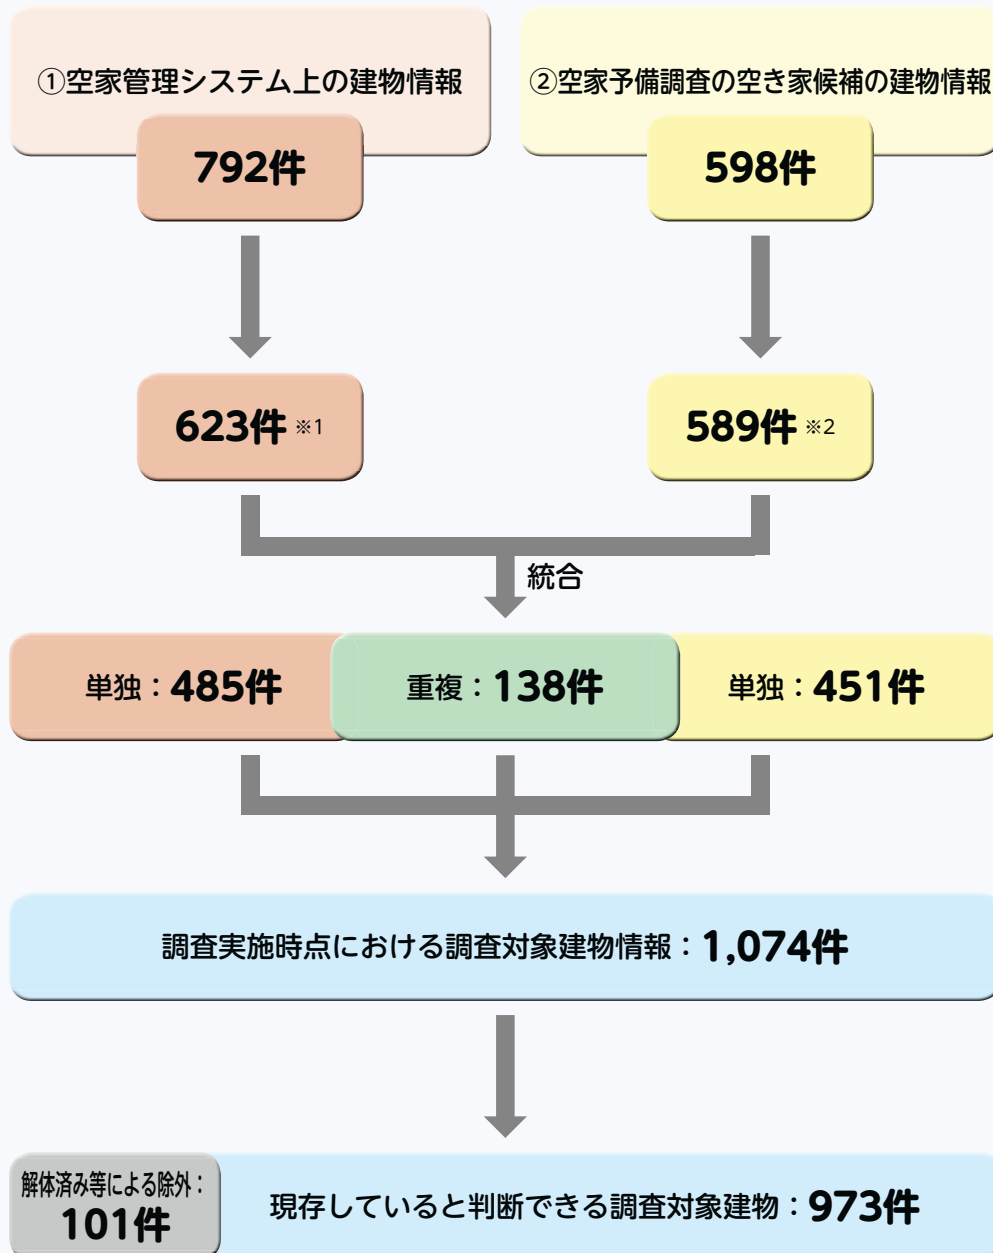 ①空家管理システム上の建物情報
792件
②空家予備調査の空き家候補の建物情報
598件
623件 ※1
589件 ※2
統合
単独：485件
重複：138件
単独：451件
調査実施時点における調査対象建物情報：1,074件
解体済み等による除外：
101件
現存していると判断できる調査対象建物：973件